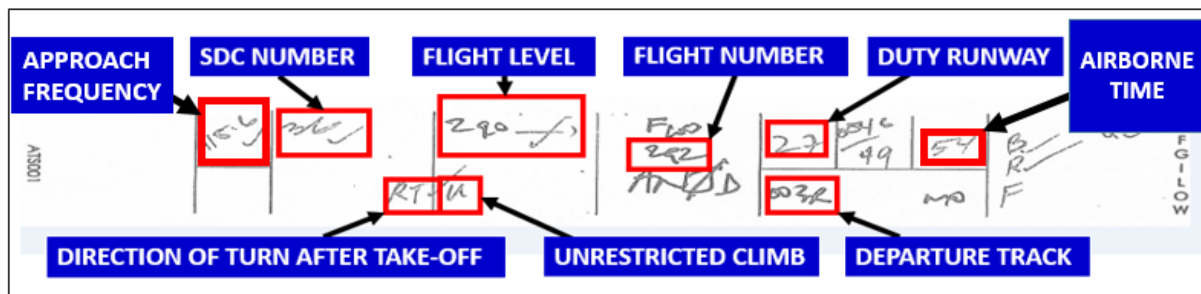 APPROACH FREQUENCY
SDC NUMBER
FLIGHT LEVEL
FLIGHT NUMBER
DUTY RUNWAY
AIRBORNE TIME
ATS001
290
292
27
49
54
B
R
F
RT
003R
FGILOW
DIRECTION OF TURN AFTER TAKE-OFF
UNRESTRICTED CLIMB
DEPARTURE TRACK